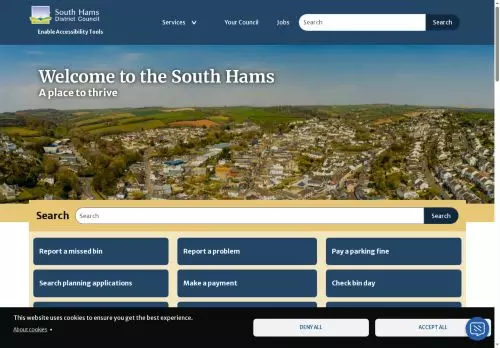 South Hams
District Council
Enable Accessibility Tools
Services
Your Council
Jobs
Search
Search
Welcome to the South Hams
A place to thrive
Search
Search
Search
Report a missed bin
Report a problem
Pay a parking fine
Search planning applications
Make a payment
Check bin day
This website uses cookies to ensure you get the best experience.
About cookies
DENY ALL
ACCEPT ALL